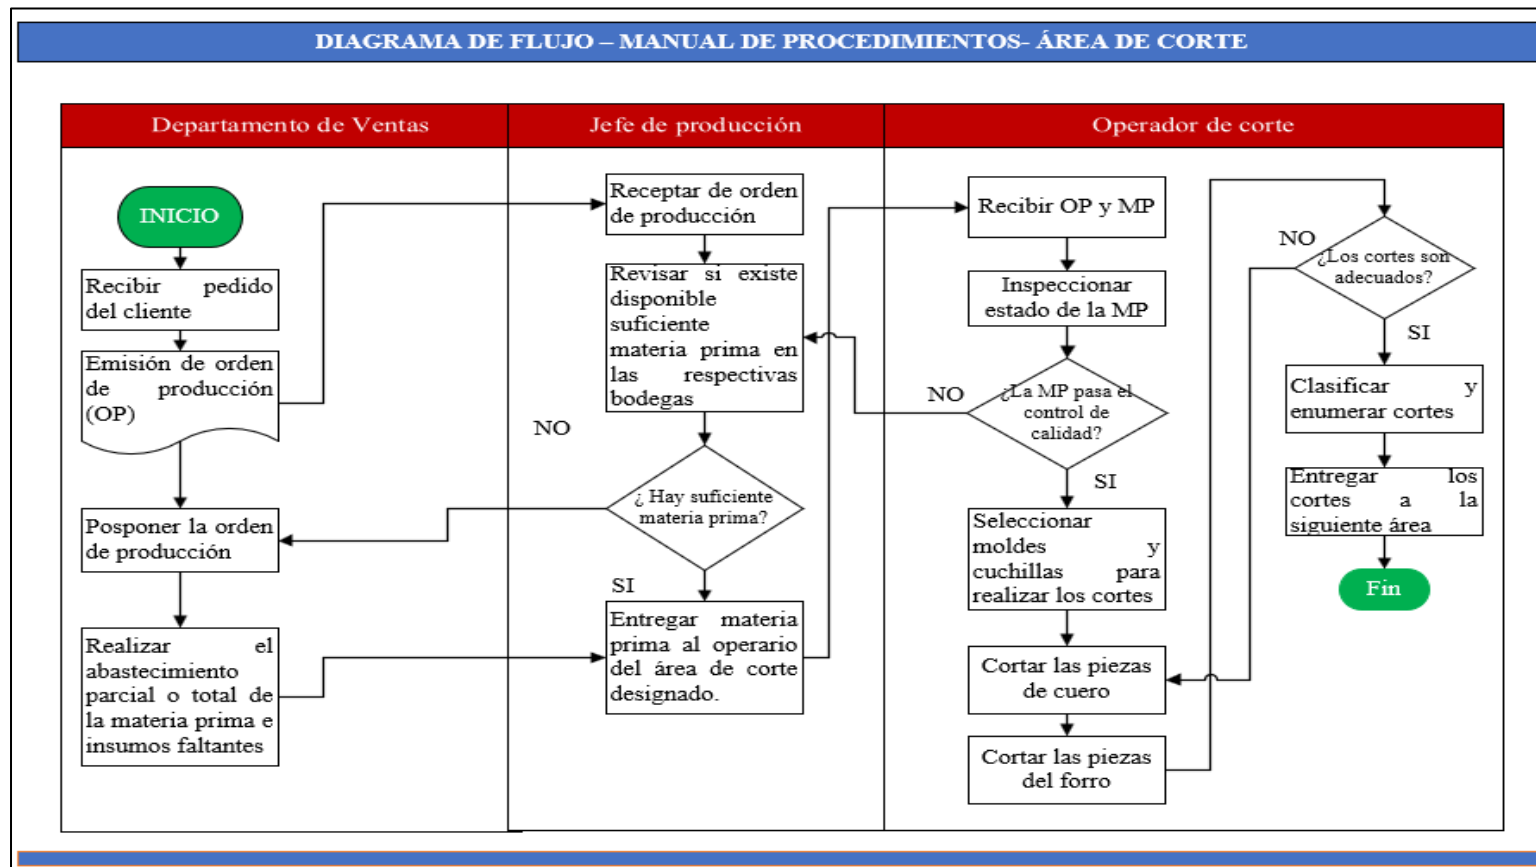 DIAGRAMA DE FLUJO – MANUAL DE PROCEDIMIENTOS- ÁREA DE CORTE
Departamento de Ventas
INICIO
Recibir pedido
del cliente
Emisión de orden
de producción
(OP)
Posponer la orden
de producción
Realizar el
abastecimiento
parcial o total de
la materia prima e
insumos faltantes
Jefe de producción
Receptar de orden
de producción
Revisar si existe
disponible
suficiente
materia prima en
las respectivas
bodegas
NO
¿ Hay suficiente
materia prima?
SI
Entregar materia
prima al operario
del área de corte
designado.
Operador de corte
Recibir OP y MP
Inspeccionar
estado de la MP
NO
¿La MP pasa el
control de
calidad?
SI
Seleccionar
moldes y
cuchillas para
realizar los cortes
Cortar las piezas
de cuero
Cortar las piezas
del forro
NO
¿Los cortes son
adecuados?
SI
Clasificar y
enumerar cortes
Entregar los
cortes a la
siguiente área
Fin